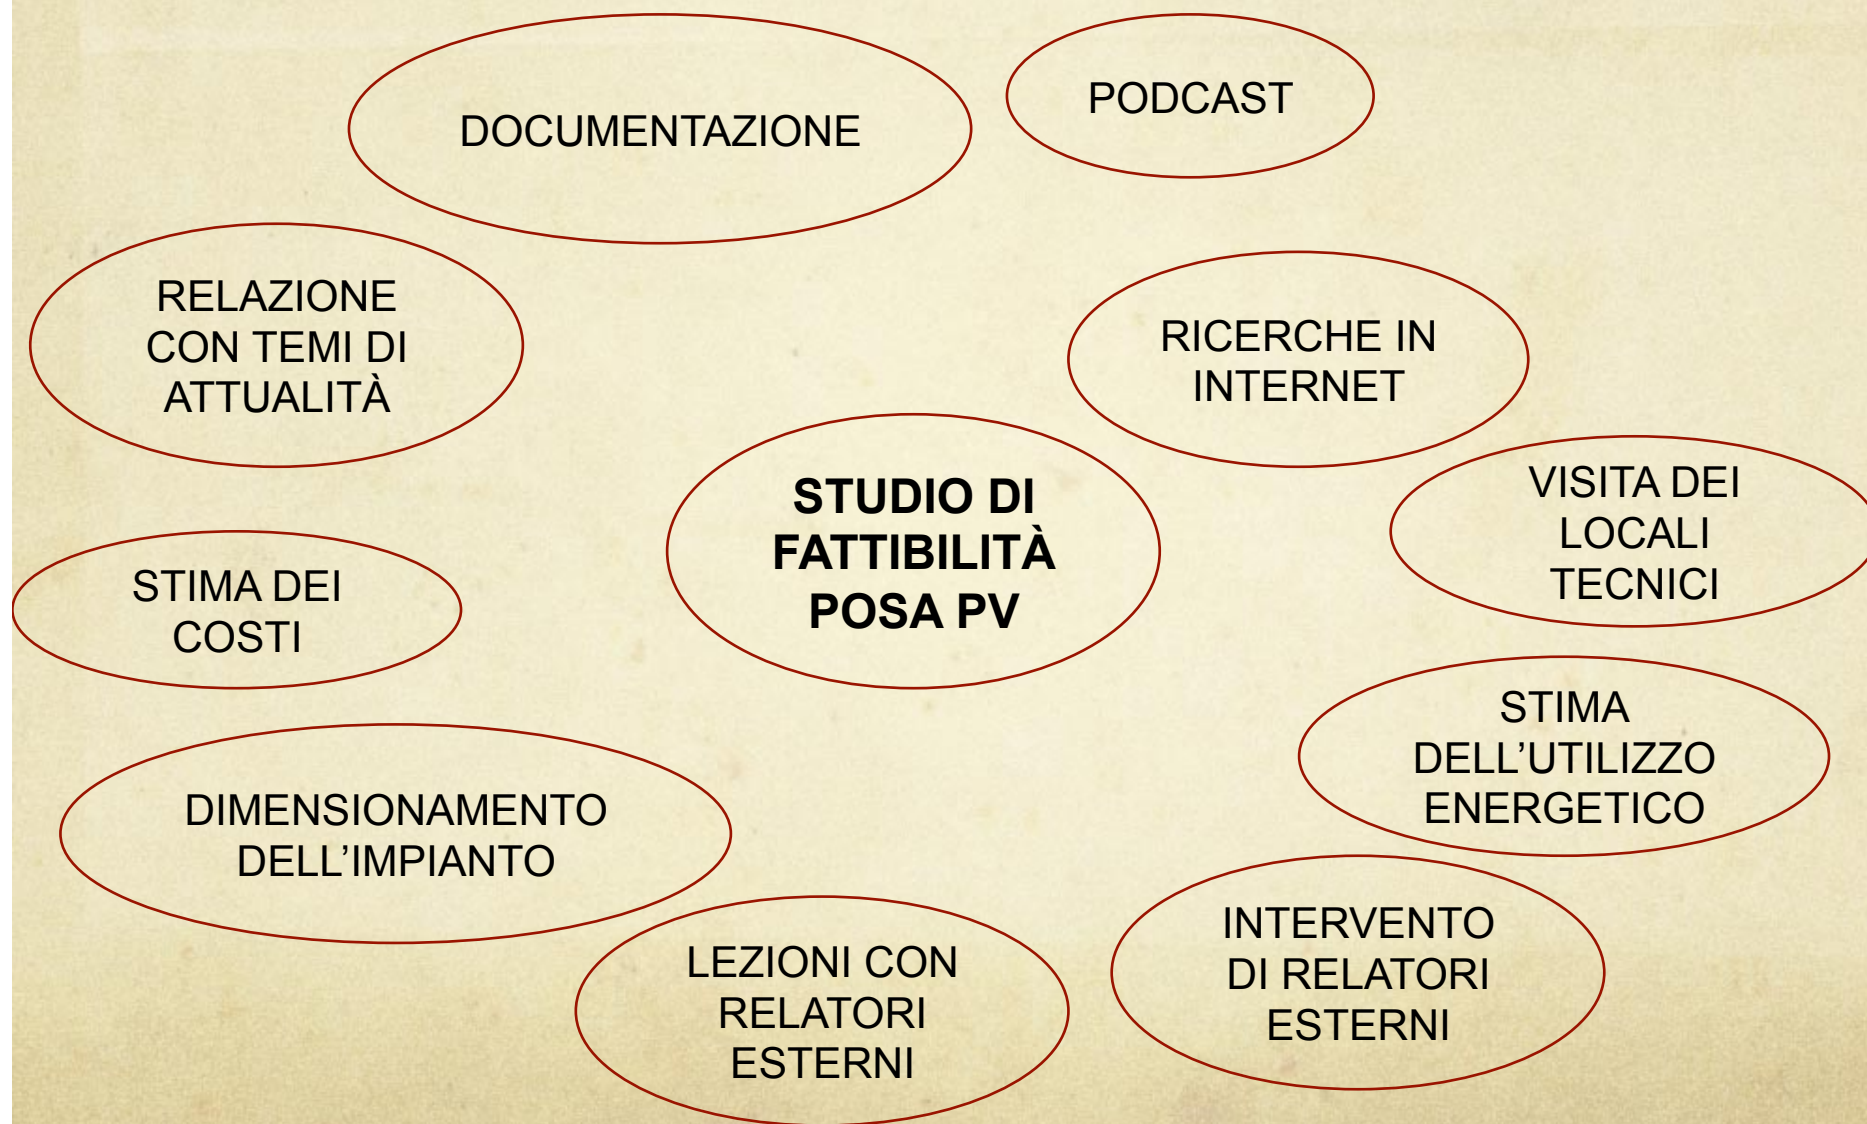 DOCUMENTAZIONE
PODCAST
RELAZIONE
CON TEMI DI
ATTUALITÀ
RICERCHE IN
INTERNET
STUDIO DI
FATTIBILITÀ
POSA PV
VISITA DEI
LOCALI
TECNICI
STIMA DEI
COSTI
STIMA
DELL’UTILIZZO
ENERGETICO
DIMENSIONAMENTO
DELL’IMPIANTO
LEZIONI CON
RELATORI
ESTERNI
INTERVENTO
DI RELATORI
ESTERNI